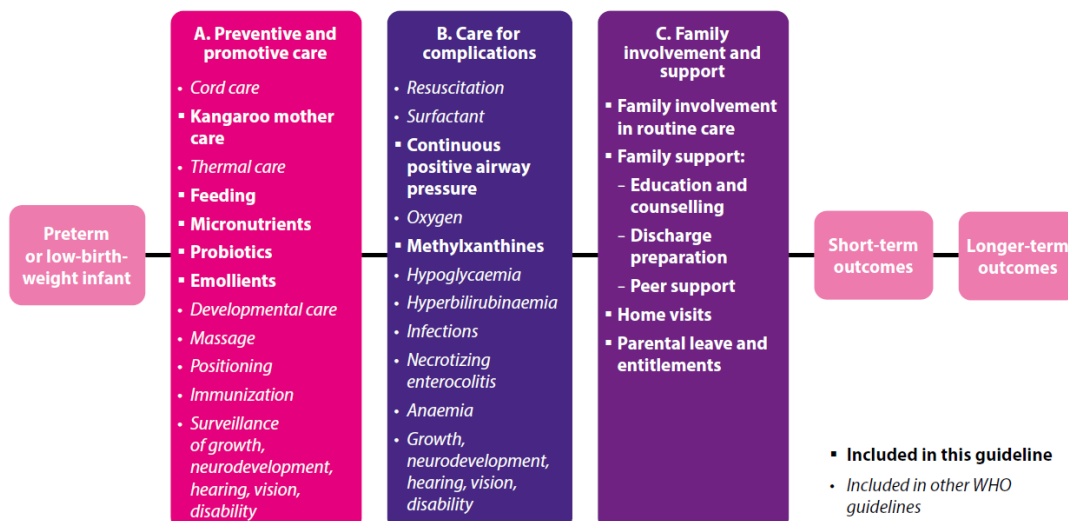 Preterm
or low-birth-
weight infant
A. Preventive and
promotive care
• Cord care
▪ Kangaroo mother
care
• Thermal care
▪ Feeding
▪ Micronutrients
▪ Probiotics
▪ Emollients
• Developmental care
• Massage
• Positioning
• Immunization
• Surveillance
of growth,
neurodevelopment,
hearing, vision,
disability
B. Care for
complications
• Resuscitation
• Surfactant
▪ Continuous
positive airway
pressure
• Oxygen
▪ Methylxanthines
• Hypoglycaemia
• Hyperbilirubinaemia
• Infections
• Necrotizing
enterocolitis
• Anaemia
• Growth,
neurodevelopment,
hearing, vision,
disability
C. Family
involvement and
support
▪ Family involvement
in routine care
▪ Family support:
– Education and
counselling
– Discharge
preparation
– Peer support
▪ Home visits
▪ Parental leave and
entitlements
Short-term
outcomes
Longer-term
outcomes
▪ Included in this guideline
• Included in other WHO
guidelines